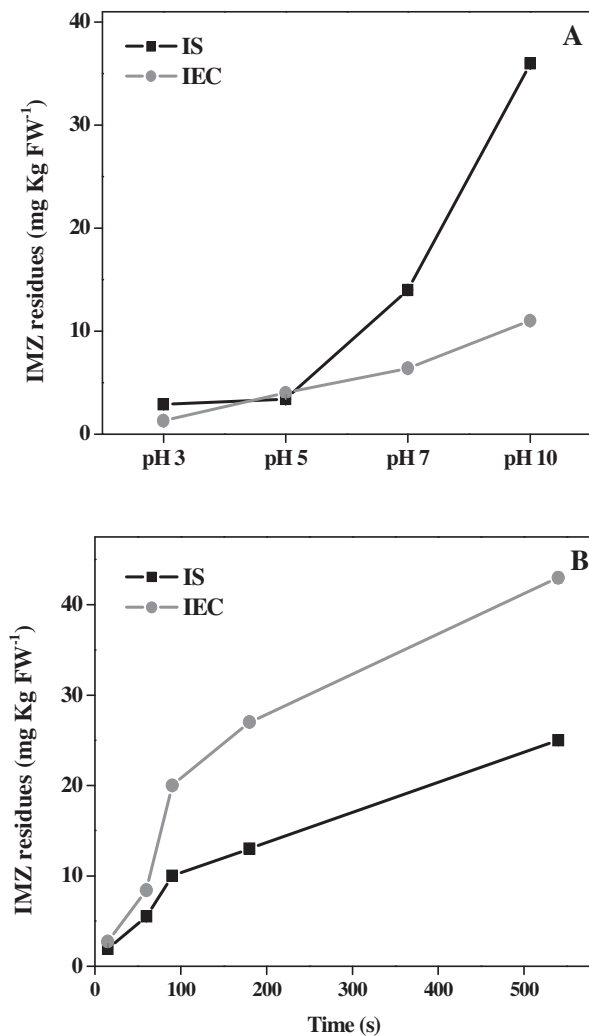 A
IS
IEC
IMZ residues (mg Kg FW-1)
40
30
20
10
0
pH 3 pH 5 pH 7 pH 10
B
IS
IEC
IMZ residues (mg Kg FW-1)
40
30
20
10
0
0 100 200 300 400 500
Time (s)